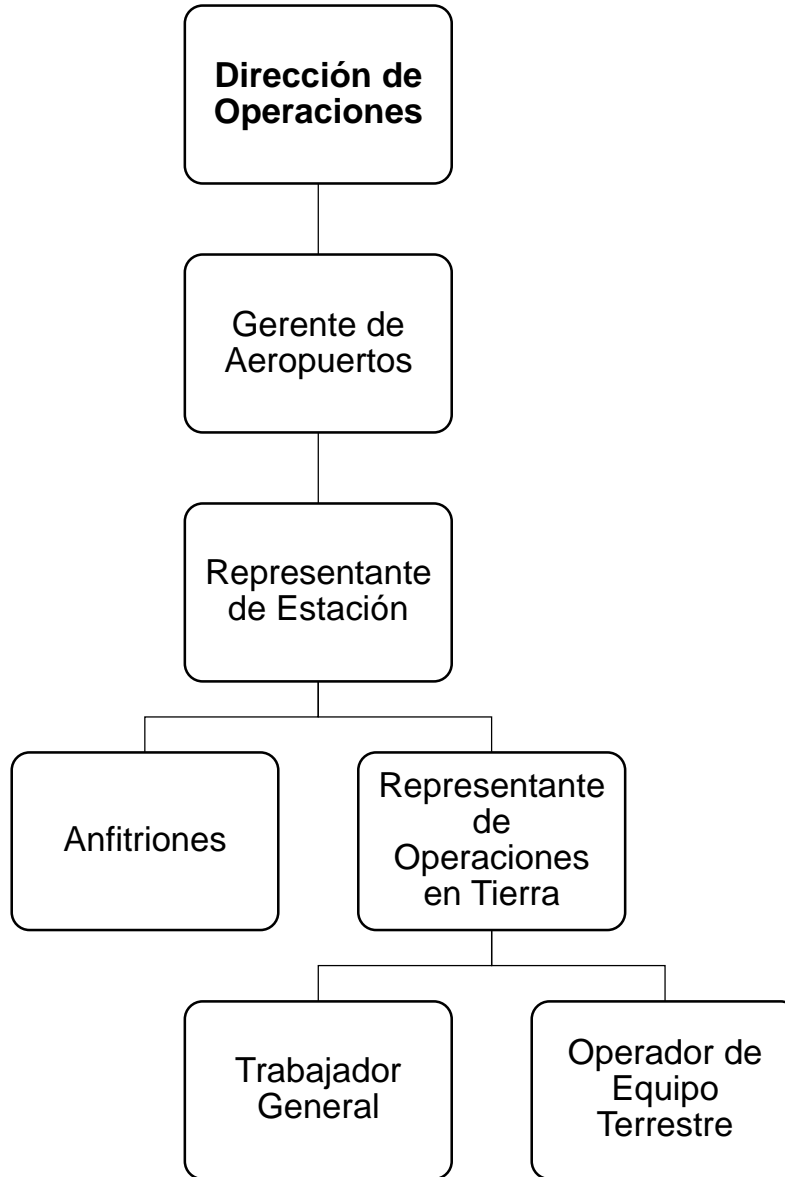 Dirección de
Operaciones
Gerente de
Aeropuertos
Representante
de Estación
Anfitriones
Representante
de
Operaciones
en Tierra
Trabajador
General
Operador de
Equipo
Terrestre